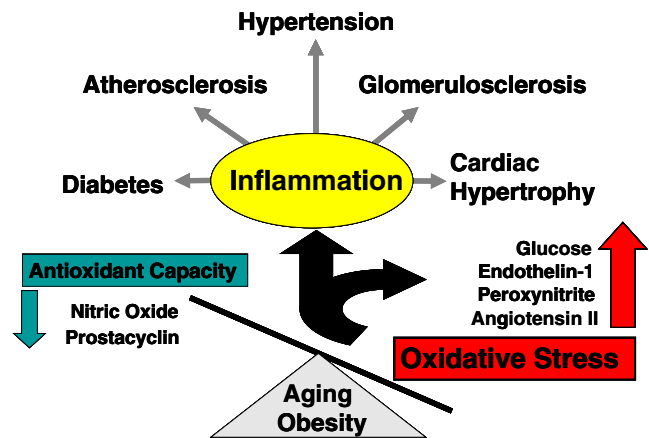 Hypertension
Atherosclerosis
Glomerulosclerosis
Diabetes
Inflammation
Cardiac
Hypertrophy
Antioxidant Capacity
Nitric Oxide
Prostacyclin
Glucose
Endothelin-1
Peroxynitrite
Angiotensin II
Oxidative Stress
Aging
Obesity